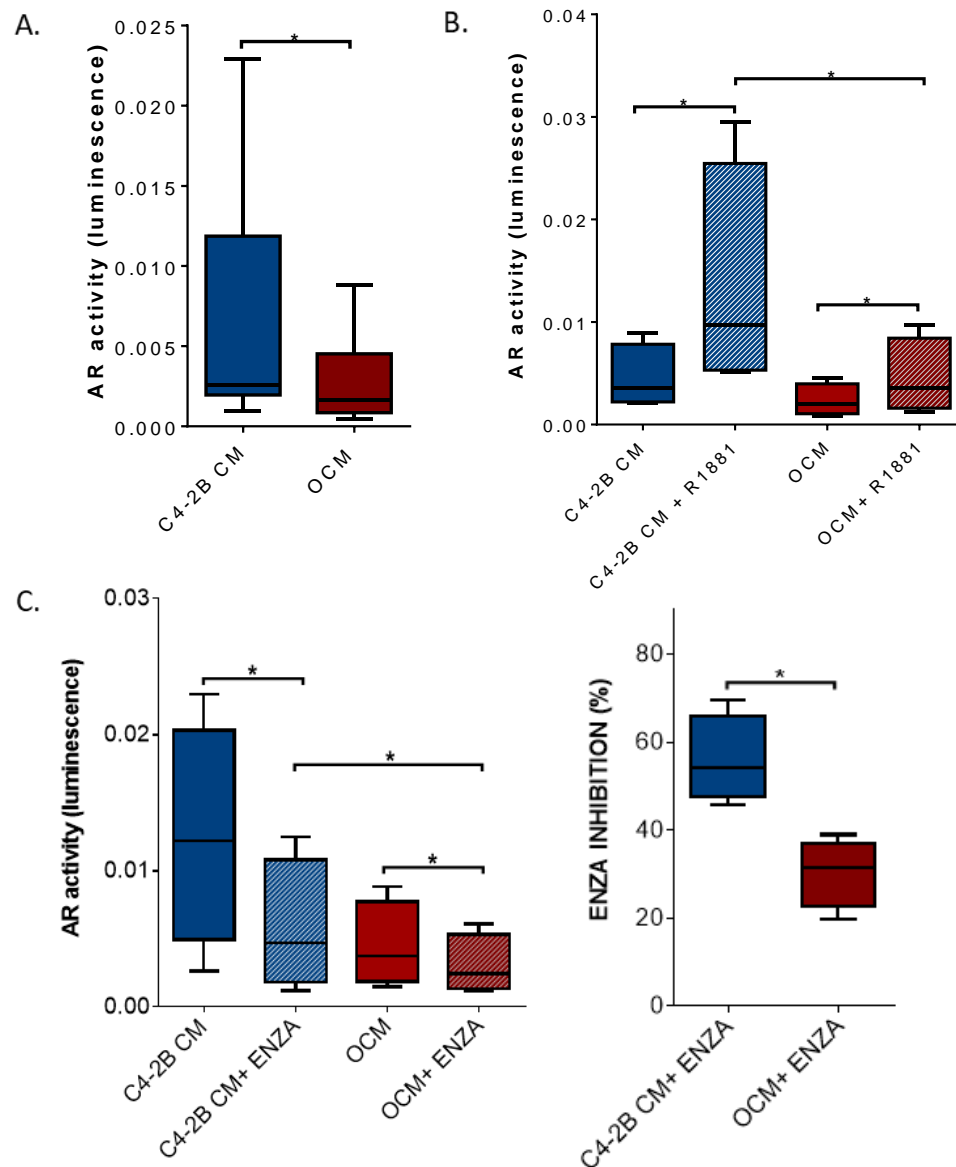 A.
AR activity (luminescence)
0.025
0.020
0.015
0.010
0.005
0.000
*
C4-2B CM
OCM
B.
AR activity (luminescence)
0.04
0.03
0.02
0.01
0.00
*
*
*
C4-2B CM
C4-2B CM + R1881
OCM
OCM+ R1881
C.
AR activity (luminescence)
0.03
0.02
0.01
0.00
*
*
*
C4-2B CM
C4-2B CM+ ENZA
OCM
OCM+ ENZA
ENZA INHIBITION (%)
80
60
40
20
0
*
C4-2B CM+ ENZA
OCM+ ENZA